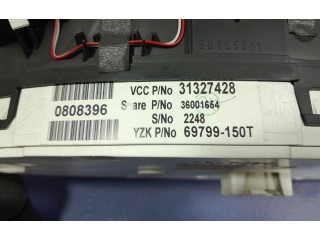 VCC P/No 31327428
0808396
Spare P/No 36001654
S/No 2248
YZK P/No 69799-150T